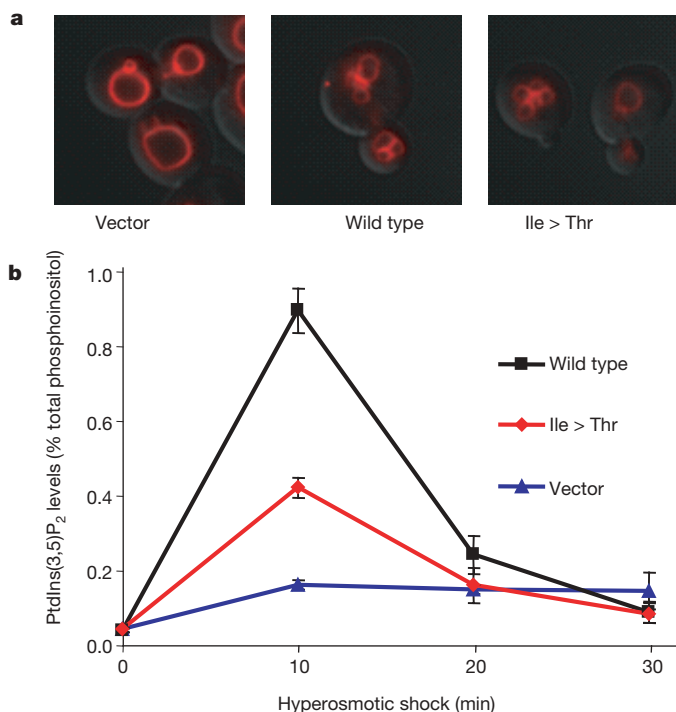 a
Vector
Wild type
Ile > Thr
b
PtdIns(3,5)P2 levels (% total phosphoinositol)
1.0
0.8
0.6
0.4
0.2
0.0
Wild type
Ile > Thr
Vector
0
10
20
30
Hyperosmotic shock (min)